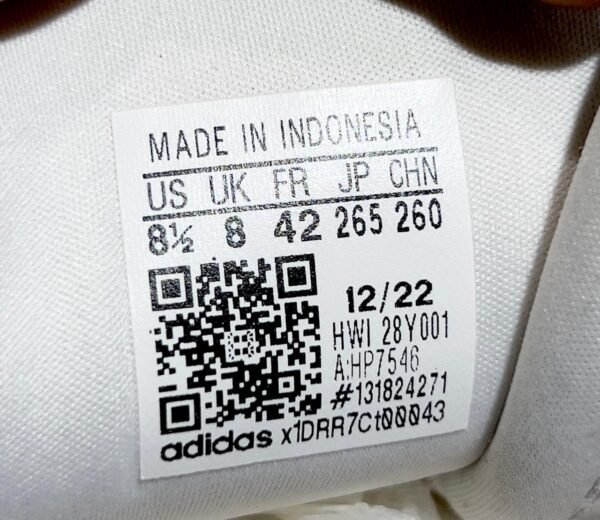 MADE IN INDONESIA
US UK FR JP CHN
8½ 8 42 265 260
12/22
HWI 28Y001
A:HP7546
#131824271
adidas x1DRR7Ct00043